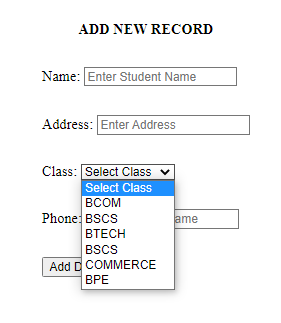 ADD NEW RECORD
Name: Enter Student Name
Address: Enter Address
Class: Select Class
Select Class
BCOM
BSCS
BTECH
BSCS
COMMERCE
BPE
Phone:
Add